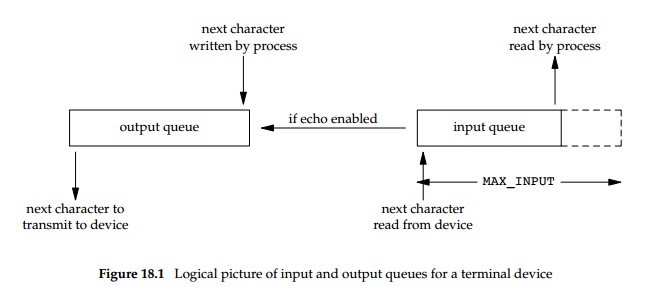 next character
written by process
next character
read by process
output queue
if echo enabled
input queue
MAX_INPUT
next character to
transmit to device
next character
read from device
Figure 18.1 Logical picture of input and output queues for a terminal device